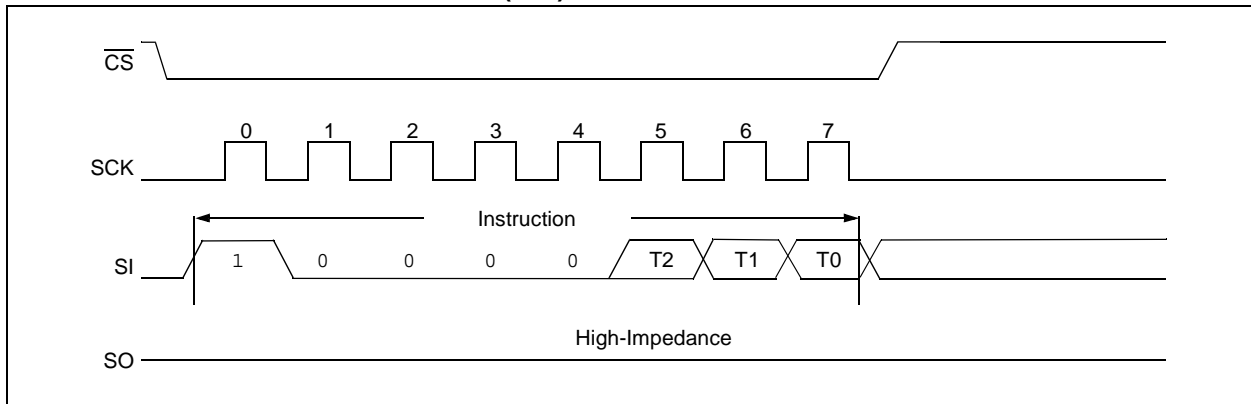 CS
0 1 2 3 4 5 6 7
SCK
Instruction
SI 1 0 0 0 0 T2 T1 T0
High-Impedance
SO